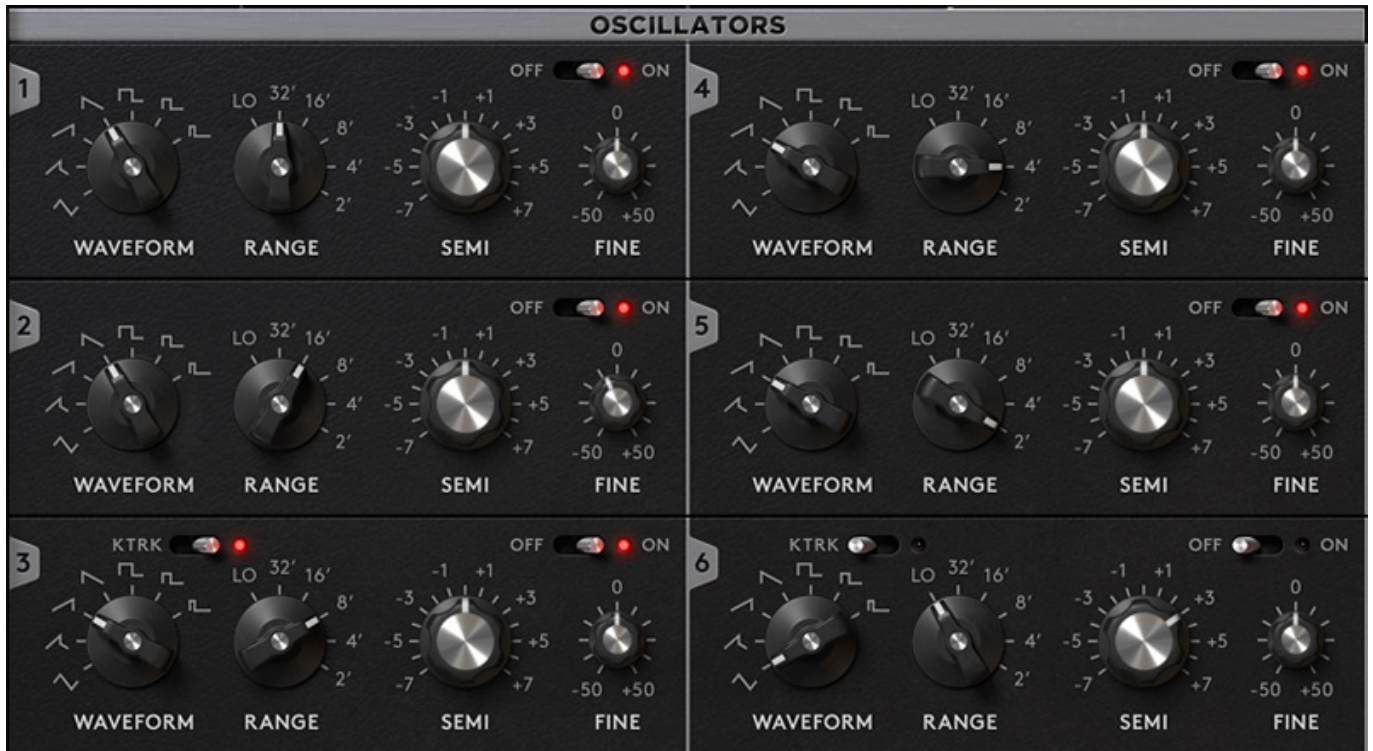 OSCILLATORS
1
OFF ON
LO 32' 16' 8' 4' 2'
-7 -5 -3 -1 +1 +3 +5 +7
0
-50 +50
WAVEFORM RANGE SEMI FINE
4
OFF ON
LO 32' 16' 8' 4' 2'
-7 -5 -3 -1 +1 +3 +5 +7
0
-50 +50
WAVEFORM RANGE SEMI FINE
2
OFF ON
LO 32' 16' 8' 4' 2'
-7 -5 -3 -1 +1 +3 +5 +7
0
-50 +50
WAVEFORM RANGE SEMI FINE
5
OFF ON
LO 32' 16' 8' 4' 2'
-7 -5 -3 -1 +1 +3 +5 +7
0
-50 +50
WAVEFORM RANGE SEMI FINE
3
KTRK
OFF ON
LO 32' 16' 8' 4' 2'
-7 -5 -3 -1 +1 +3 +5 +7
0
-50 +50
WAVEFORM RANGE SEMI FINE
6
KTRK
OFF ON
LO 32' 16' 8' 4' 2'
-7 -5 -3 -1 +1 +3 +5 +7
0
-50 +50
WAVEFORM RANGE SEMI FINE